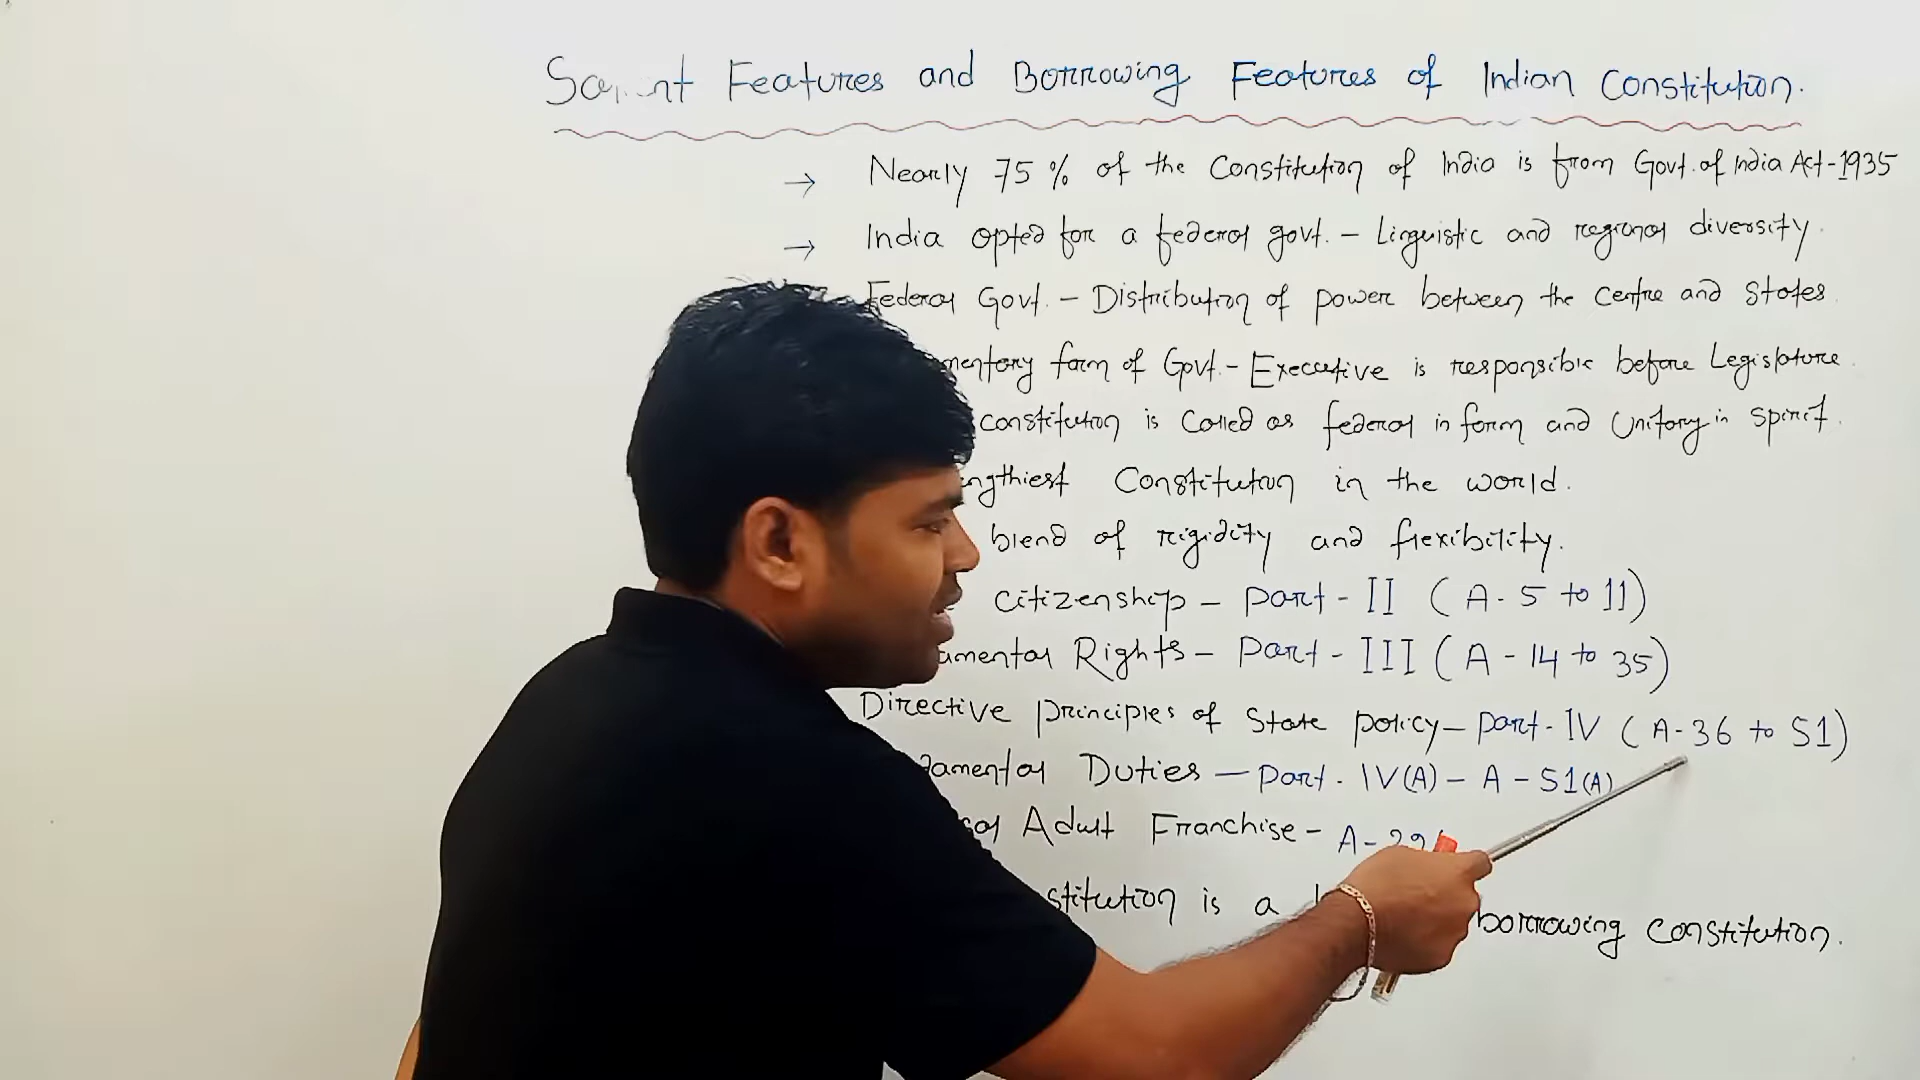 Features and Borrowing Features of Indian Constitution.
→ Nearly 75 % of the Constitution of India is from Govt. of India Act-1935
→ India opted for a federal govt. – Linguistic and regional diversity.
Federal Govt. – Distribution of power between the Centre and States.
form of Govt. - Executive is responsible before Legislature.
constitution is Called as federal in form and Unitary in Spirit.
Constitution in the world.
blend of rigidity and flexibility.
Citizenship – Part - II ( A - 5 to 11)
Rights – Part - III ( A - 14 to 35)
Directive principles of State policy – Part - IV ( A - 36 to 51)
Duties – Part - IV(A) – A – 51(A)
Adult Franchise –
is a borrowing constitution.